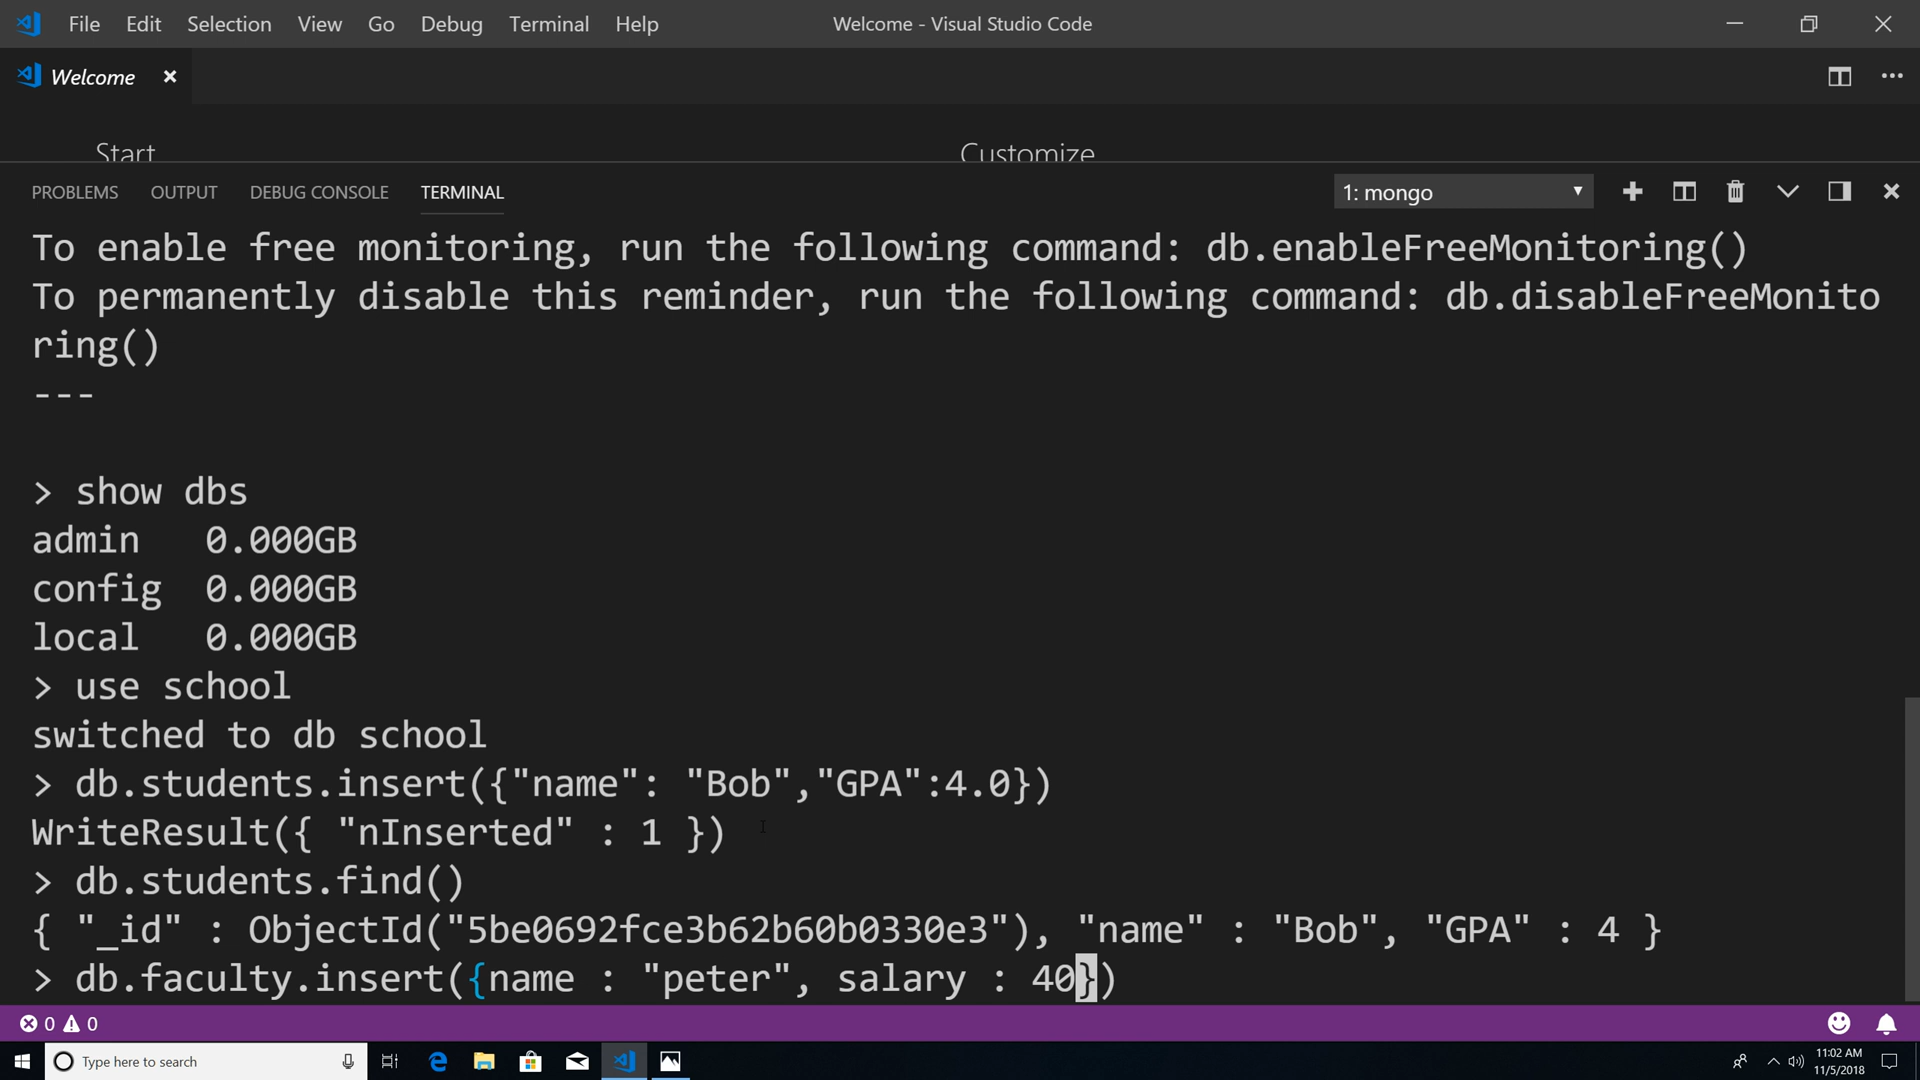 File Edit Selection View Go Debug Terminal Help Welcome - Visual Studio Code
Welcome
Start Customize
PROBLEMS OUTPUT DEBUG CONSOLE TERMINAL 1: mongo
To enable free monitoring, run the following command: db.enableFreeMonitoring()
To permanently disable this reminder, run the following command: db.disableFreeMonito
ring()
---
> show dbs
admin   0.000GB
config  0.000GB
local   0.000GB
> use school
switched to db school
> db.students.insert({"name": "Bob","GPA":4.0})
WriteResult({ "nInserted" : 1 })
> db.students.find()
{ "_id" : ObjectId("5be0692fce3b62b60b0330e3"), "name" : "Bob", "GPA" : 4 }
> db.faculty.insert({name : "peter", salary : 40})
0 0
Type here to search 11:02 AM
11/5/2018